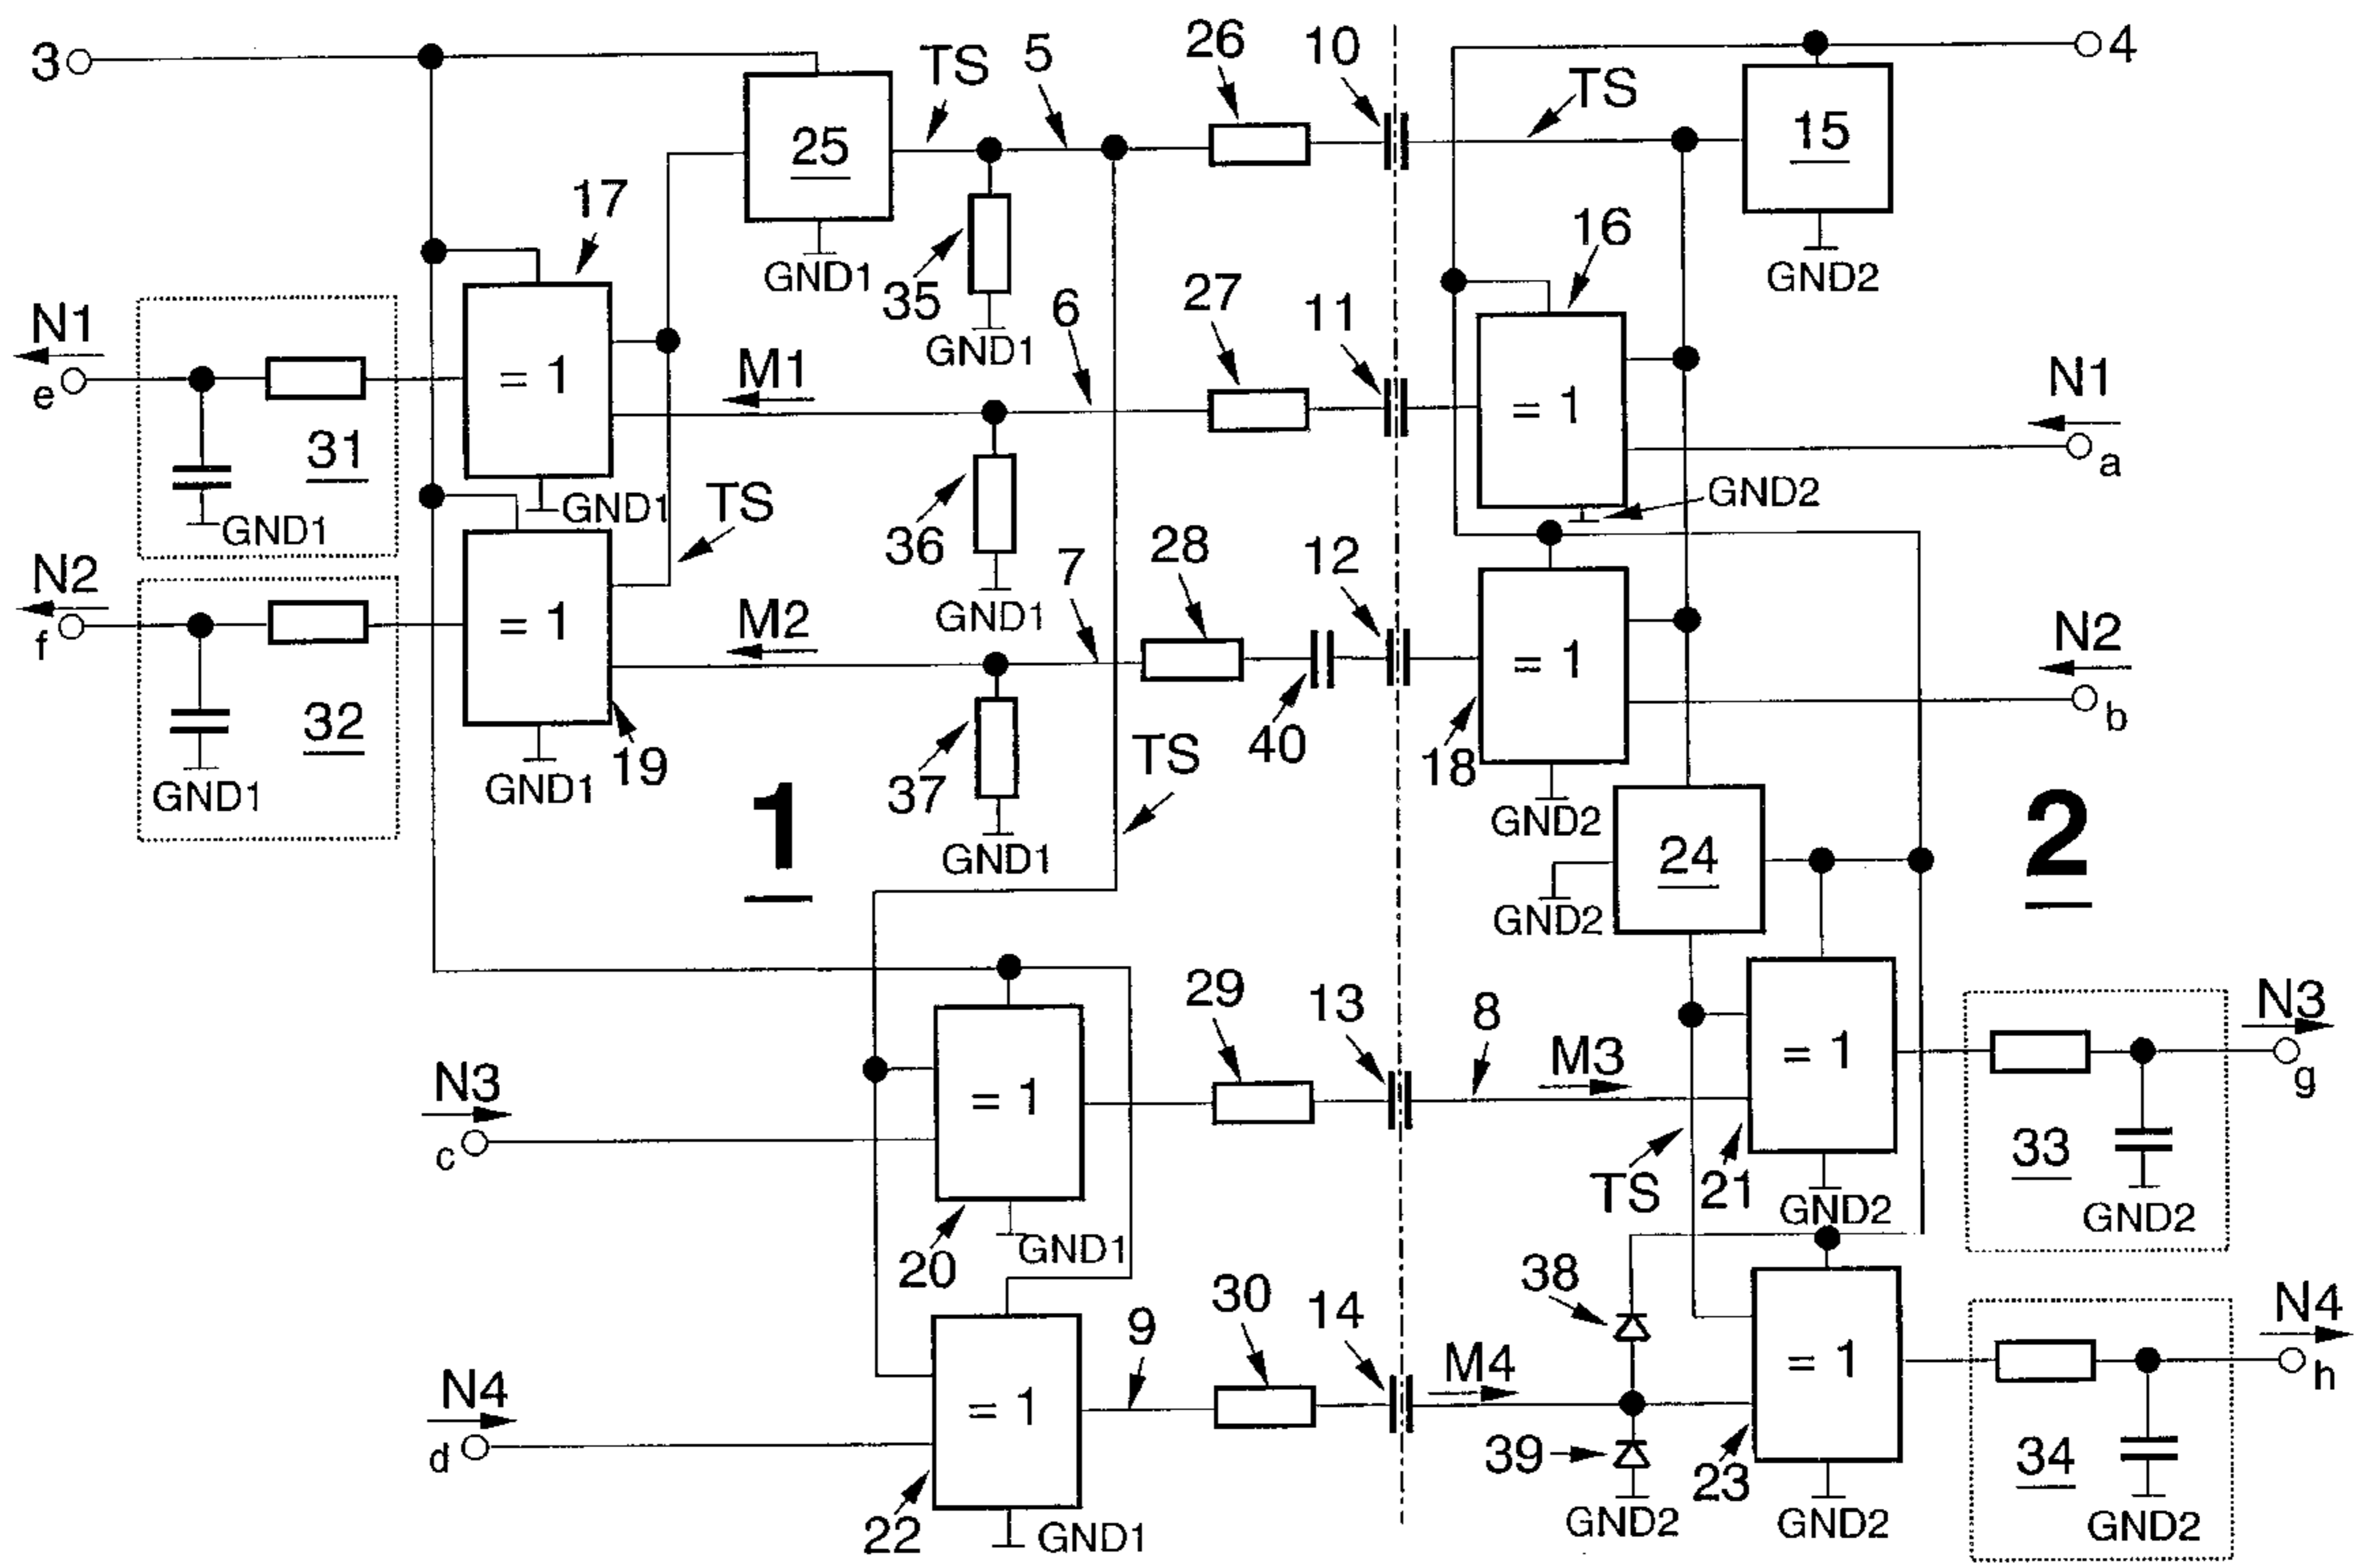 3
TS
5
26
10
TS
4
25
15
17
16
GND1
35
GND2
N1
6
27
11
GND1
e
= 1
M1
= 1
N1
31
a
GND1
GND1
TS
36
GND2
N2
7
28
12
GND1
f
= 1
M2
= 1
N2
32
40
TS
b
GND1
GND1
19
37
18
1
GND2
2
GND1
24
GND2
29
13
8
N3
N3
= 1
M3
= 1
g
c
33
TS
21
GND2
GND2
20
GND1
38
30
14
N4
9
M4
= 1
h
N4
= 1
d
39
23
34
22
GND1
GND2
GND2
GND2